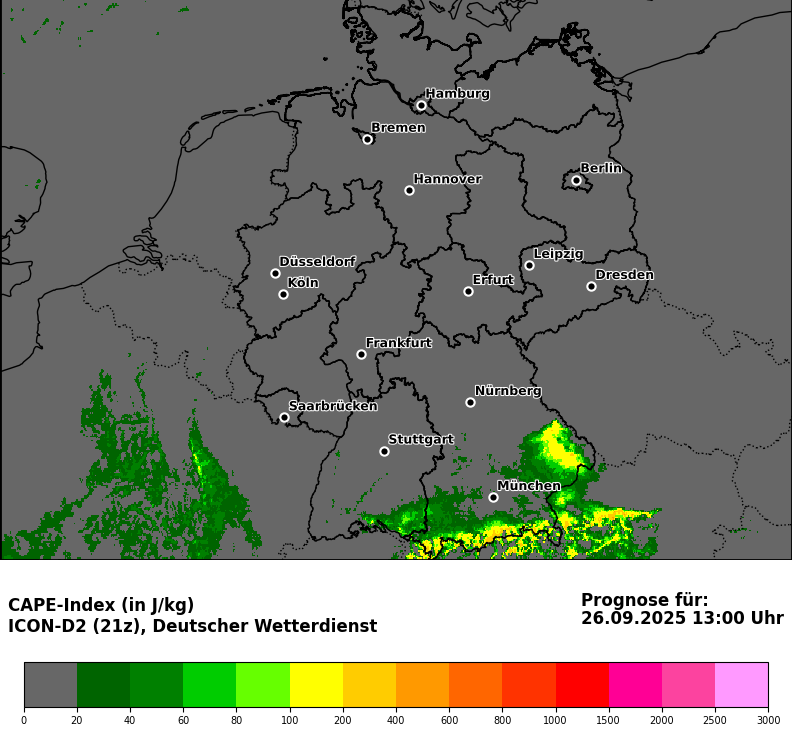 Hamburg
Bremen
Berlin
Hannover
Leipzig
Düsseldorf
Dresden
Erfurt
Köln
Frankfurt
Nürnberg
Saarbrücken
Stuttgart
München
CAPE-Index (in J/kg)
ICON-D2 (21z), Deutscher Wetterdienst
Prognose für:
26.09.2025 13:00 Uhr
0 20 40 60 80 100 200 400 600 800 1000 1500 2000 2500 3000